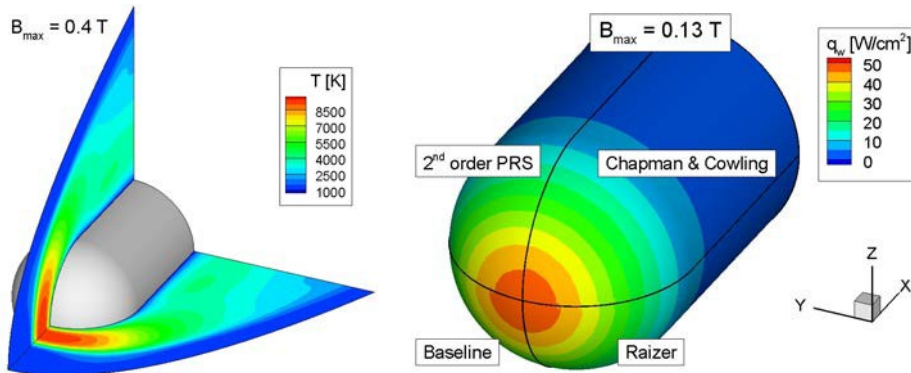 B_max = 0.4 T
T [K]
8500
7000
5500
4000
2500
1000
B_max = 0.13 T
q_w [W/cm²]
50
40
30
20
10
0
2nd order PRS
Chapman & Cowling
Baseline
Raizer
Z
X
Y